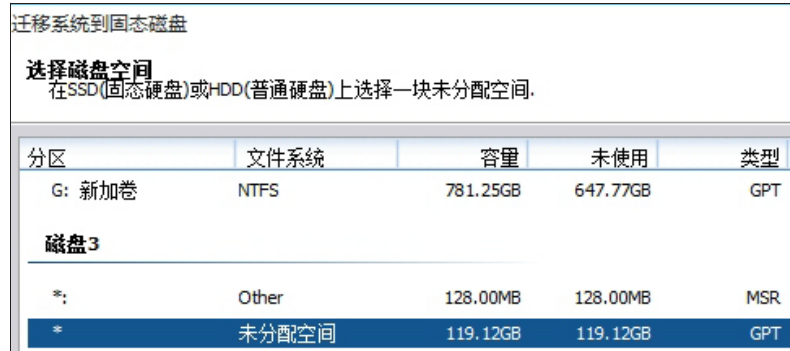 迁移系统到固态磁盘
选择磁盘空间
在SSD(固态硬盘)或HDD(普通硬盘)上选择一块未分配空间.
分区 文件系统 容量 未使用 类型
G: 新加卷 NTFS 781.25GB 647.77GB GPT
磁盘3
*: Other 128.00MB 128.00MB MSR
* 未分配空间 119.12GB 119.12GB GPT